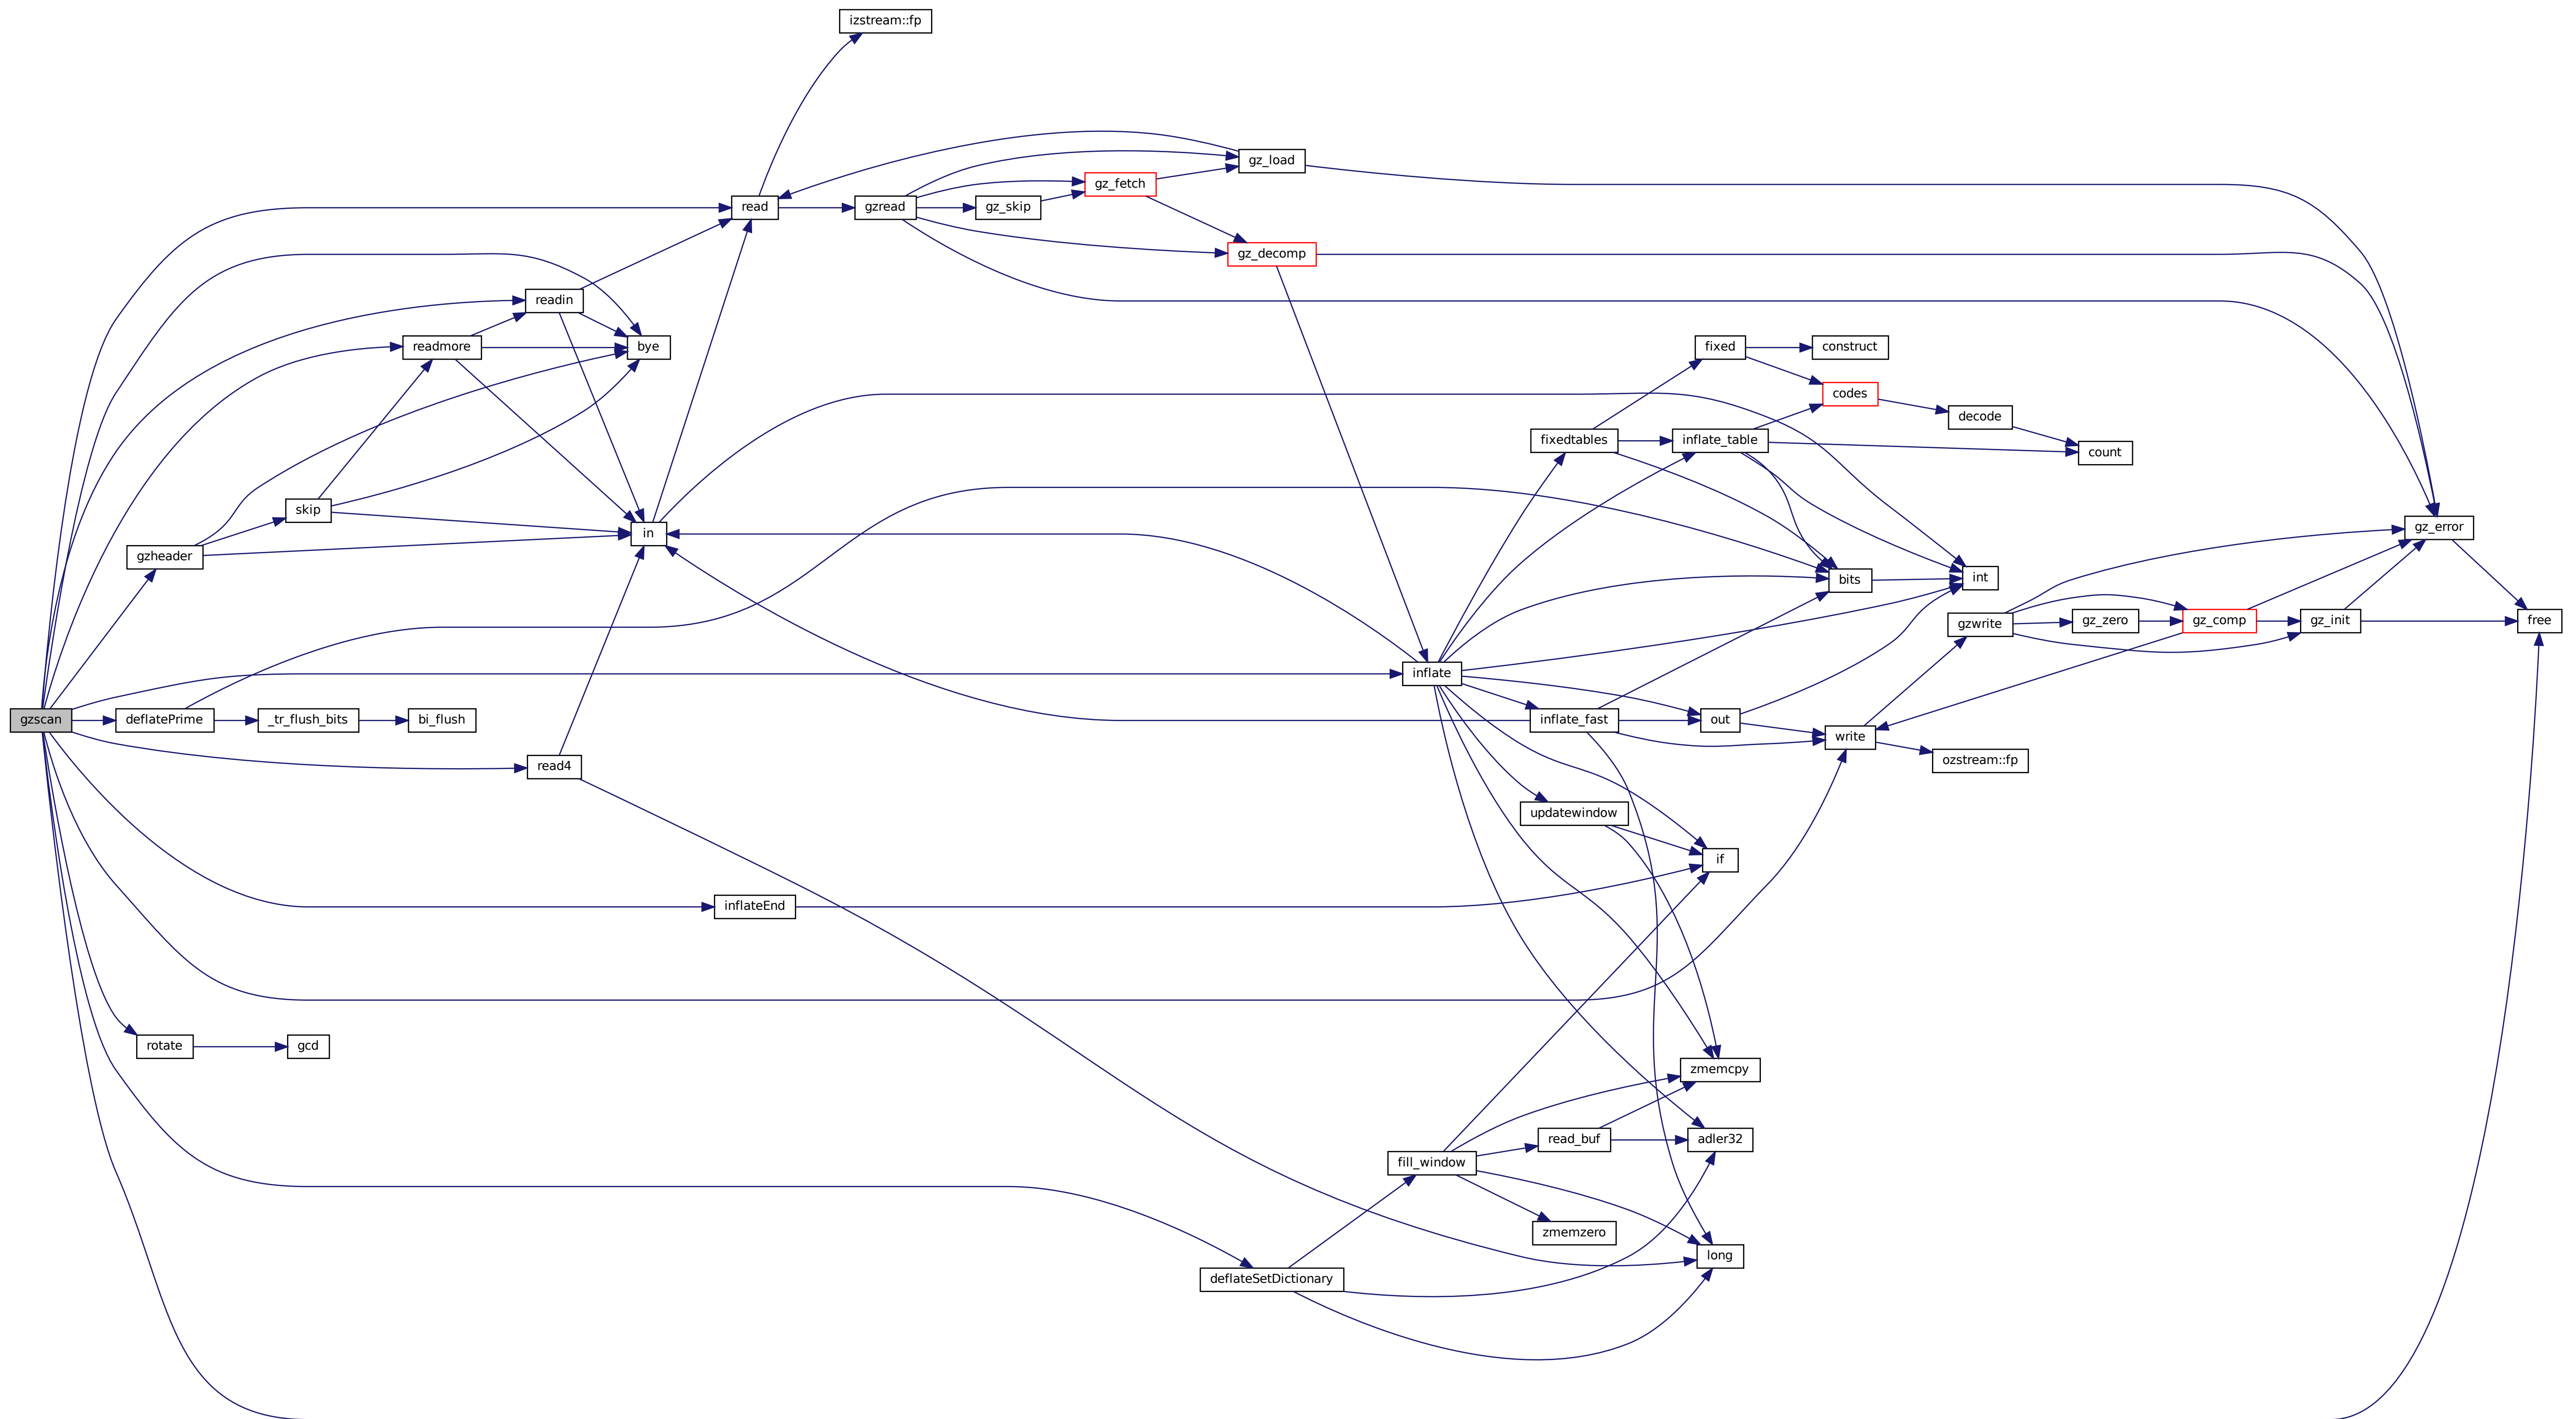 izstream::fp
gz_load
gz_fetch
read
gzread
gz_skip
gz_decomp
readin
readmore
bye
fixed
construct
codes
decode
fixedtables
inflate_table
count
skip
in
gz_error
gzheader
bits
int
gzwrite
gz_zero
gz_comp
gz_init
free
inflate
gzscan
deflatePrime
_tr_flush_bits
bi_flush
inflate_fast
out
write
ozstream::fp
read4
updatewindow
if
inflateEnd
rotate
gcd
zmemcpy
read_buf
adler32
fill_window
zmemzero
long
deflateSetDictionary